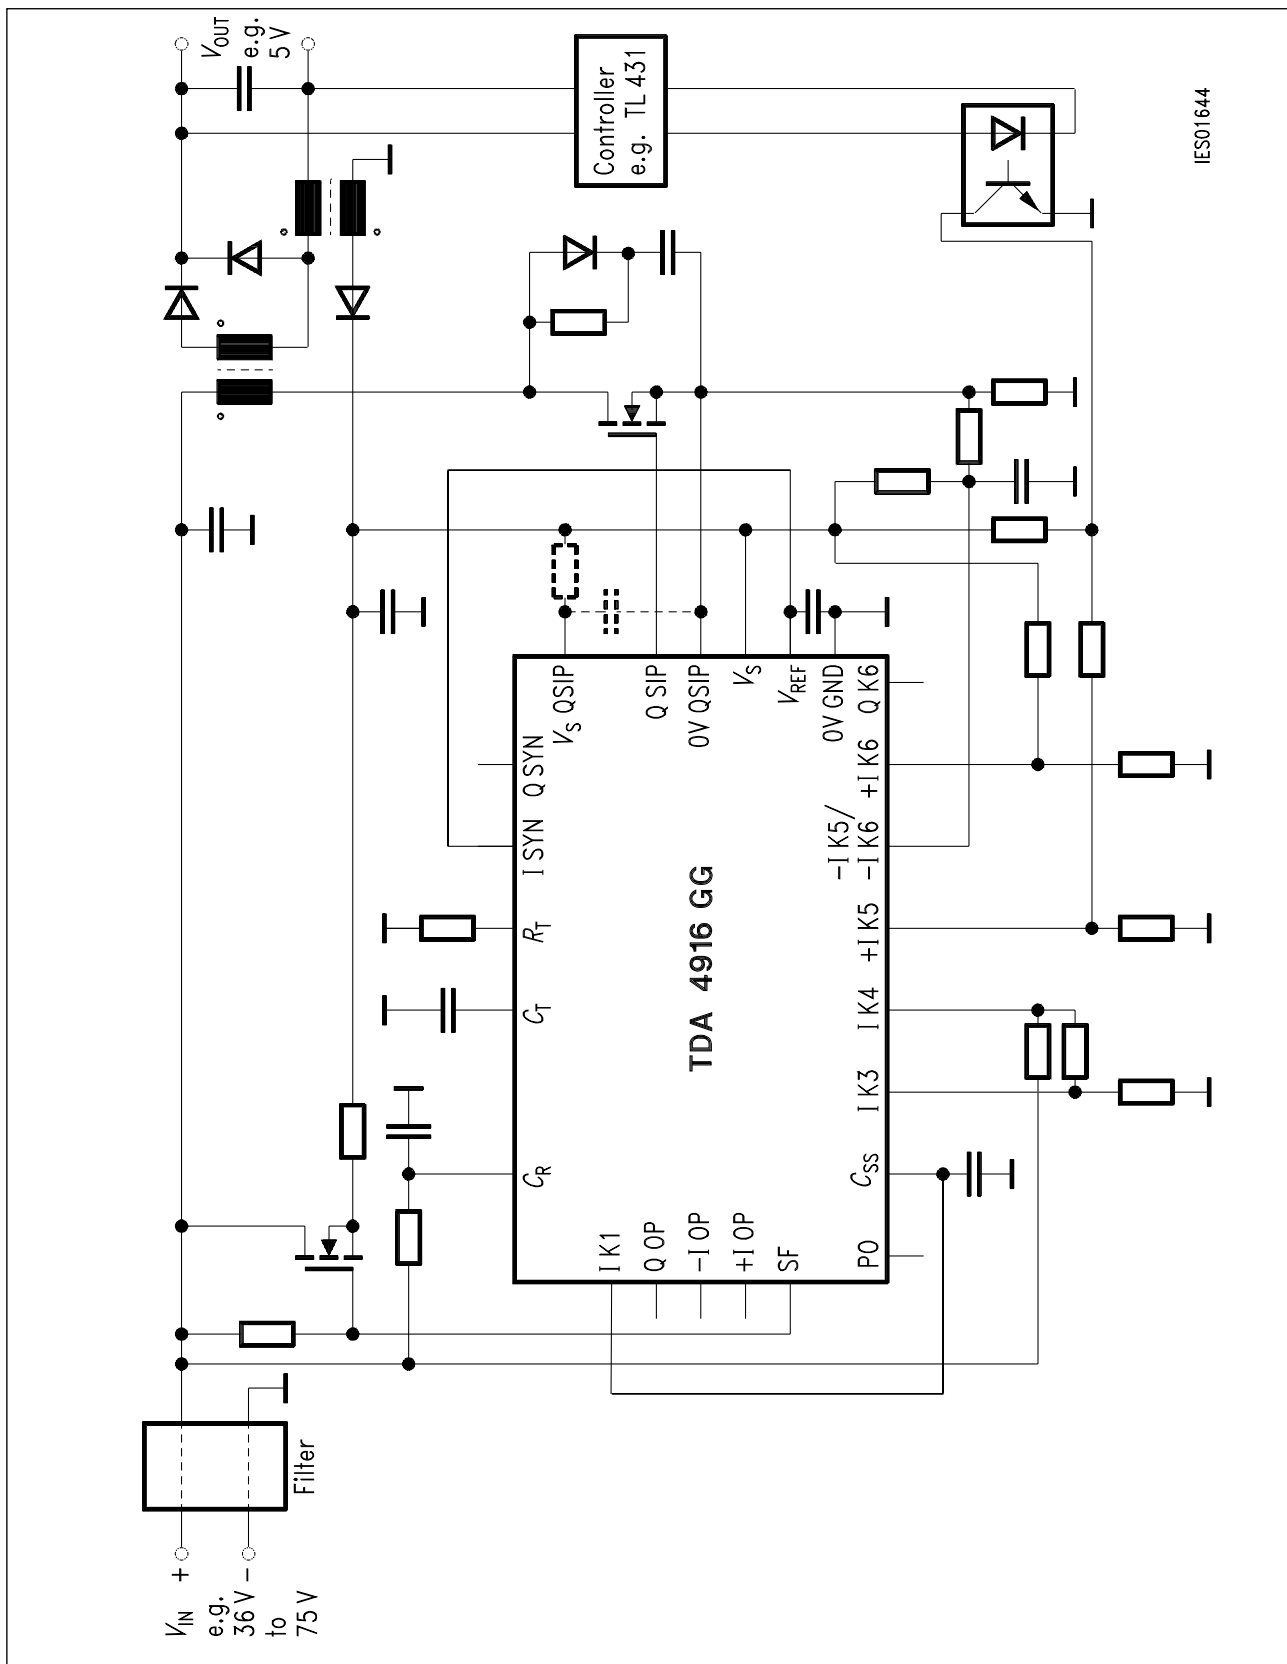 V_IN + e.g. 36 V − to 75 V
Filter
V_OUT e.g. 5 V
Controller
e.g. TL 431
I K1
Q OP
−I OP
+I OP
SF
C_R
C_T
R_T
I SYN
Q SYN
V_S QSIP
Q SIP
0V QSIP
V_S
V_REF
0V GND
TDA 4916 GG
PO
C_SS
I K3
I K4
+I K5
−I K5/
−I K6
+I K6
Q K6
IES01644